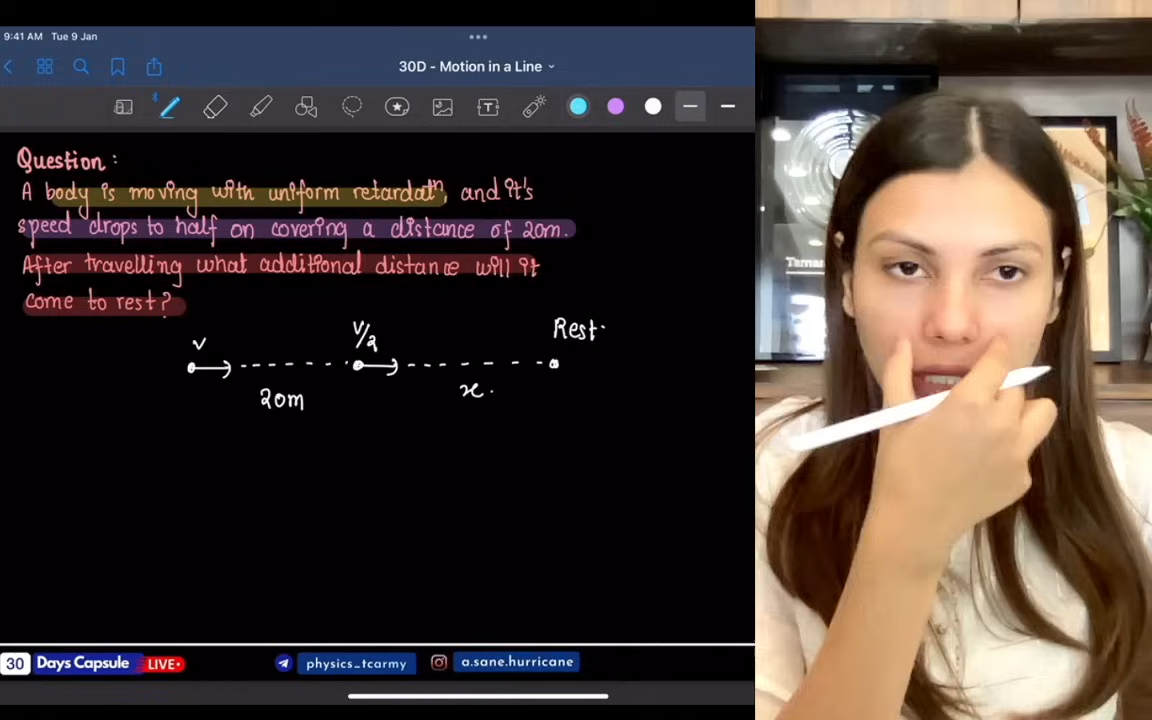 9:41 AM Tue 9 Jan
30D - Motion in a Line
Question:
A body is moving with uniform retardatⁿ, and it's
speed drops to half on covering a distance of 20m.
After travelling what additional distance will it
come to rest?
V
V/2
Rest.
20m
x.
30 Days Capsule LIVE
physics_tcarmy
a.sane.hurricane